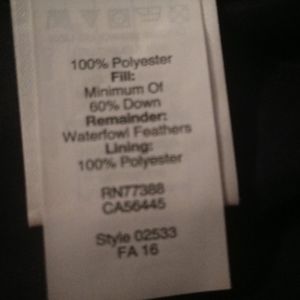 100% Polyester
Fill:
Minimum Of
60% Down
Remainder:
Waterfowl Feathers
Lining:
100% Polyester
RN77388
CA56445
Style 02533
FA 16